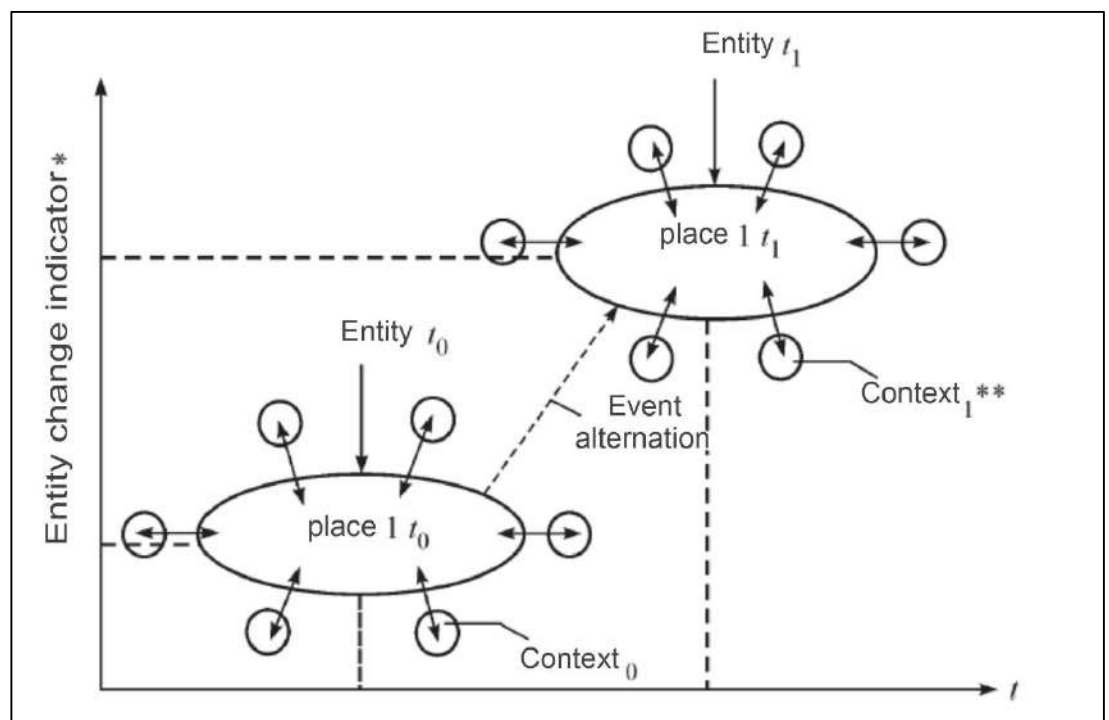 Entity t₁
Entity change indicator*
place 1 t₁
Entity t₀
Context₁**
Event
alternation
place 1 t₀
Context₀
t